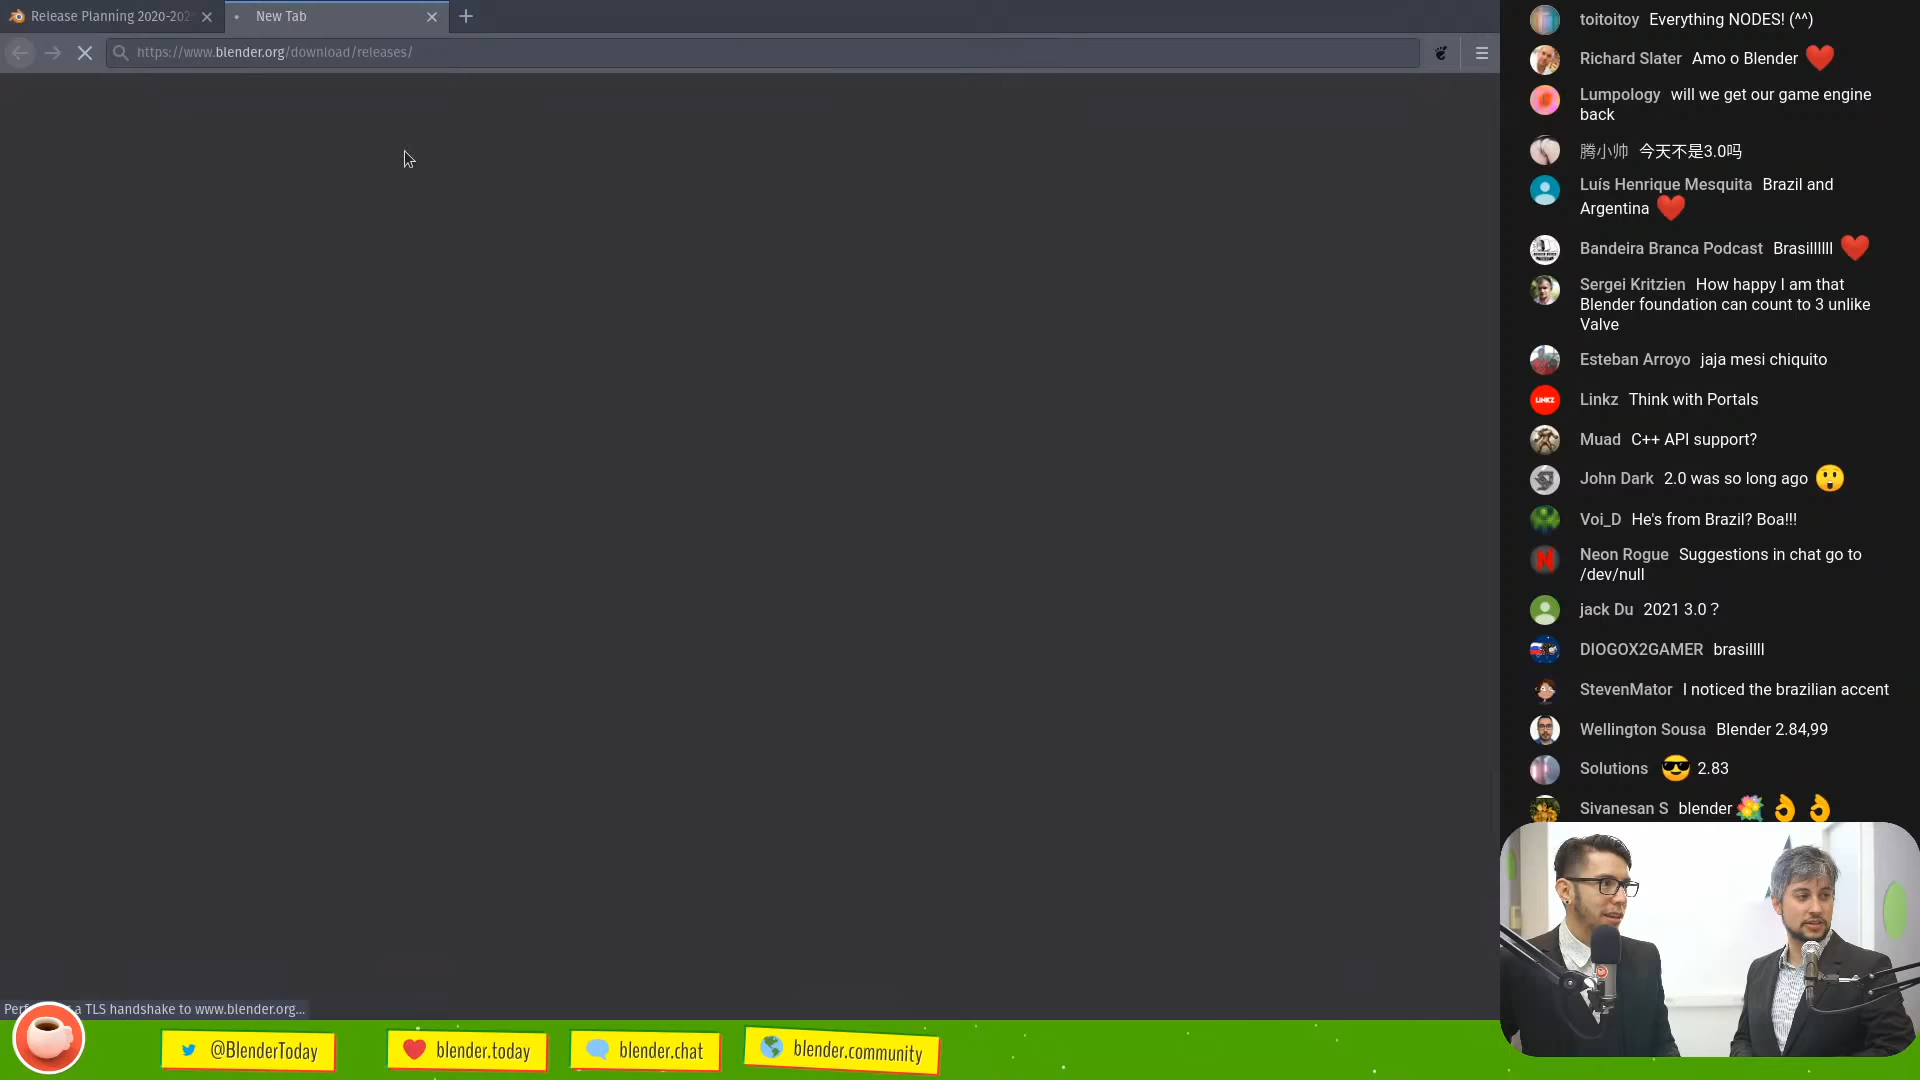 Release Planning 2020-202
New Tab
https://www.blender.org/download/releases/
toitoitoy Everything NODES! (^^)
Richard Slater Amo o Blender ❤️
Lumpology will we get our game engine
back
腾小帅 今天不是3.0吗
Luís Henrique Mesquita Brazil and
Argentina ❤️
Bandeira Branca Podcast Brasilllllll ❤️
Sergei Kritzien How happy I am that
Blender foundation can count to 3 unlike
Valve
Esteban Arroyo jaja mesi chiquito
LINKZ
Linkz Think with Portals
Muad C++ API support?
John Dark 2.0 was so long ago 😲
Voi_D He's from Brazil? Boa!!!
Neon Rogue Suggestions in chat go to
/dev/null
jack Du 2021 3.0 ?
DIOGOX2GAMER brasillll
StevenMator I noticed the brazilian accent
Wellington Sousa Blender 2.84,99
Solutions 😎 2.83
Sivanesan S blender 💐 👌 👌
a TLS handshake to www.blender.org...
@BlenderToday
blender.today
blender.chat
blender.community